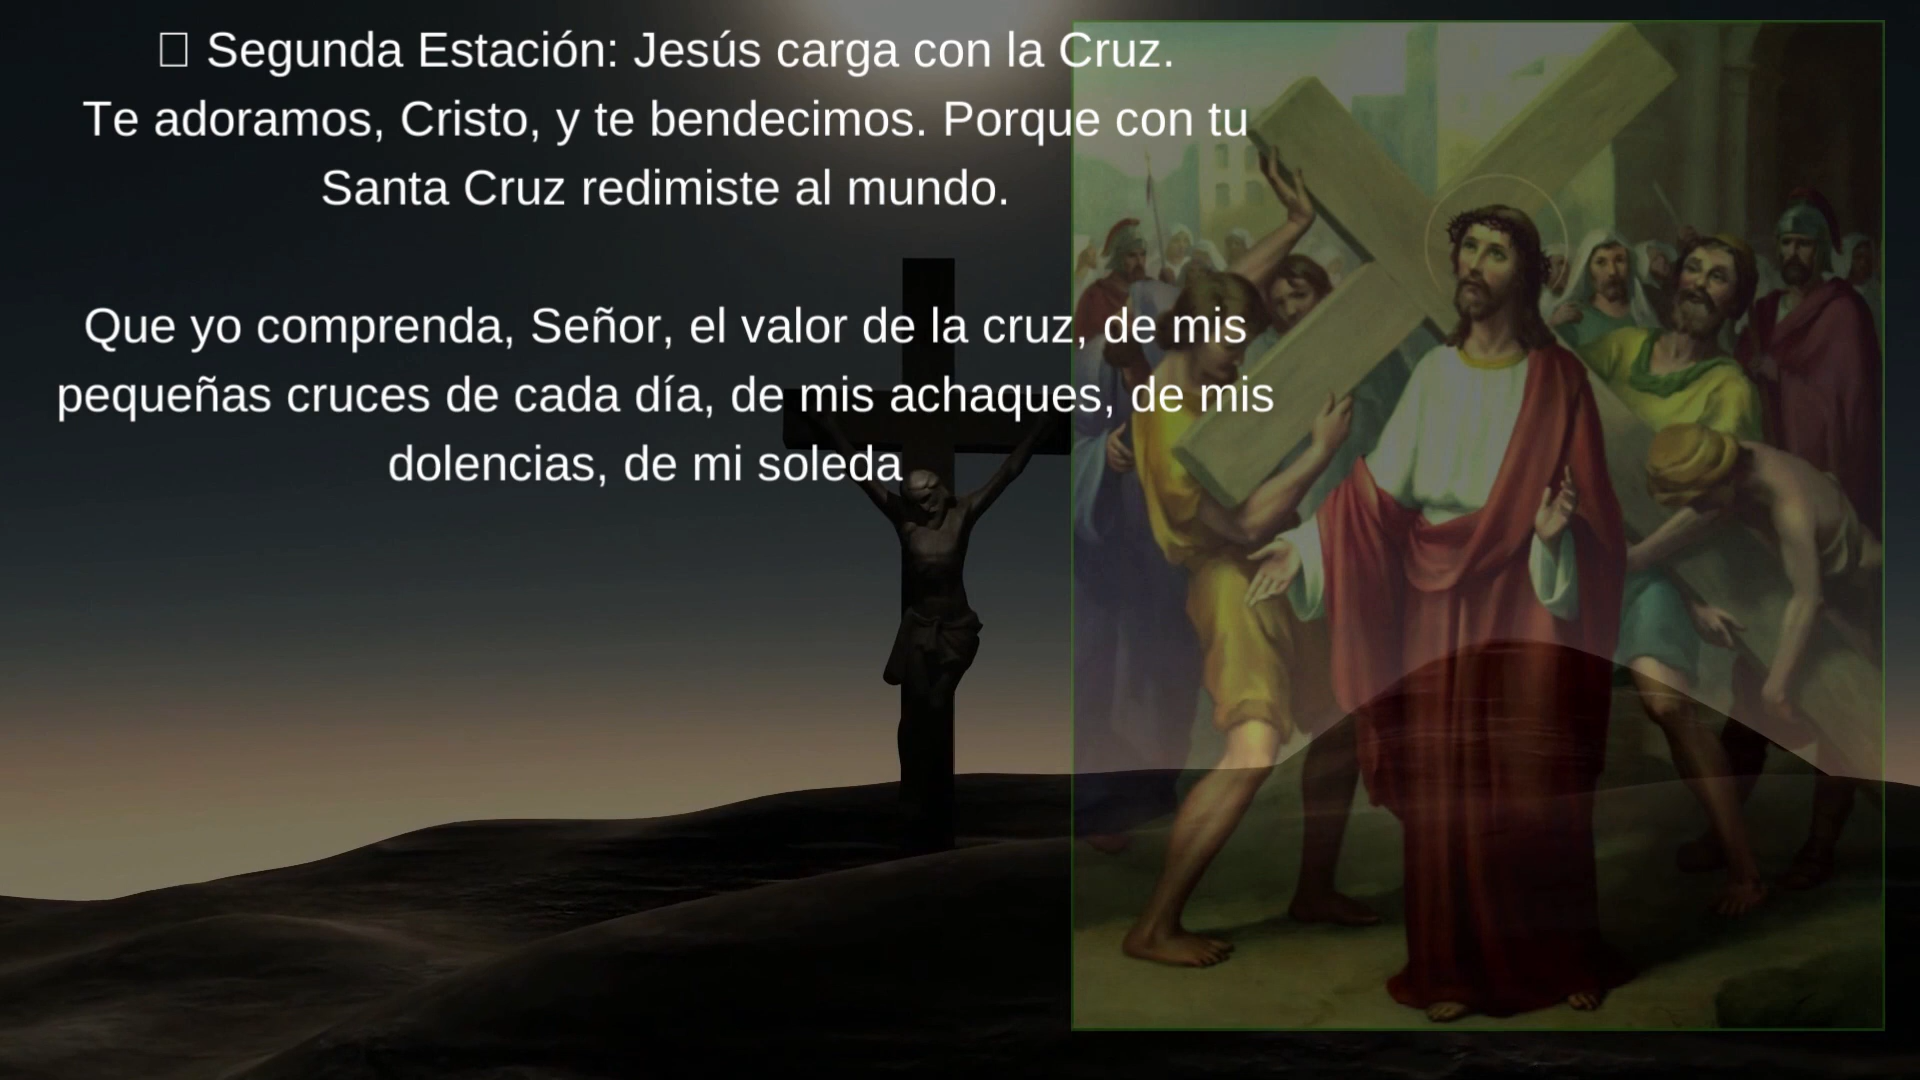 Segunda Estación: Jesús carga con la Cruz.
Te adoramos, Cristo, y te bendecimos. Porque con tu
Santa Cruz redimiste al mundo.
Que yo comprenda, Señor, el valor de la cruz, de mis
pequeñas cruces de cada día, de mis achaques, de mis
dolencias, de mi soleda